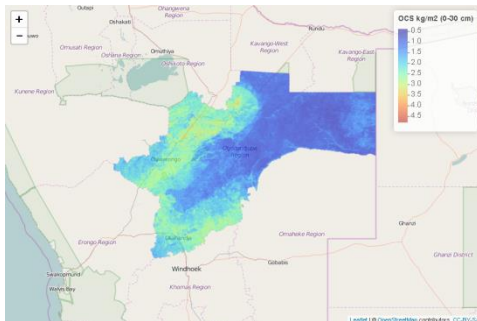 Outapi
Ohangwena
Region
Oshakati
Rundu
Omusati Region
Omuthiya
Kavango-West
Region
Oshana Region
Oshikoto Region
Kavango-East
Region
Kunene Region
Otjozondjupa
Region
Omaheke Region
Ghanzi
Erongo Region
Ghanzi District
Windhoek
Gobabis
Swakopmund
Walvis Bay
Khomas Region
+
−
OCS kg/m2 (0-30 cm)
0.5
1.0
1.5
2.0
2.5
3.0
3.5
4.0
4.5
Leaflet | © OpenStreetMap contributors, CC-BY-SA